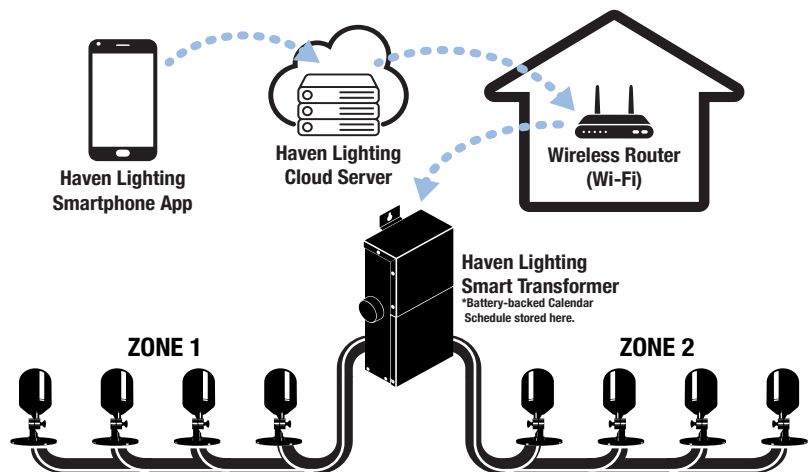 Haven Lighting
Smartphone App
Haven Lighting
Cloud Server
Wireless Router
(Wi-Fi)
Haven Lighting
Smart Transformer
*Battery-backed Calendar
Schedule stored here.
ZONE 1
ZONE 2